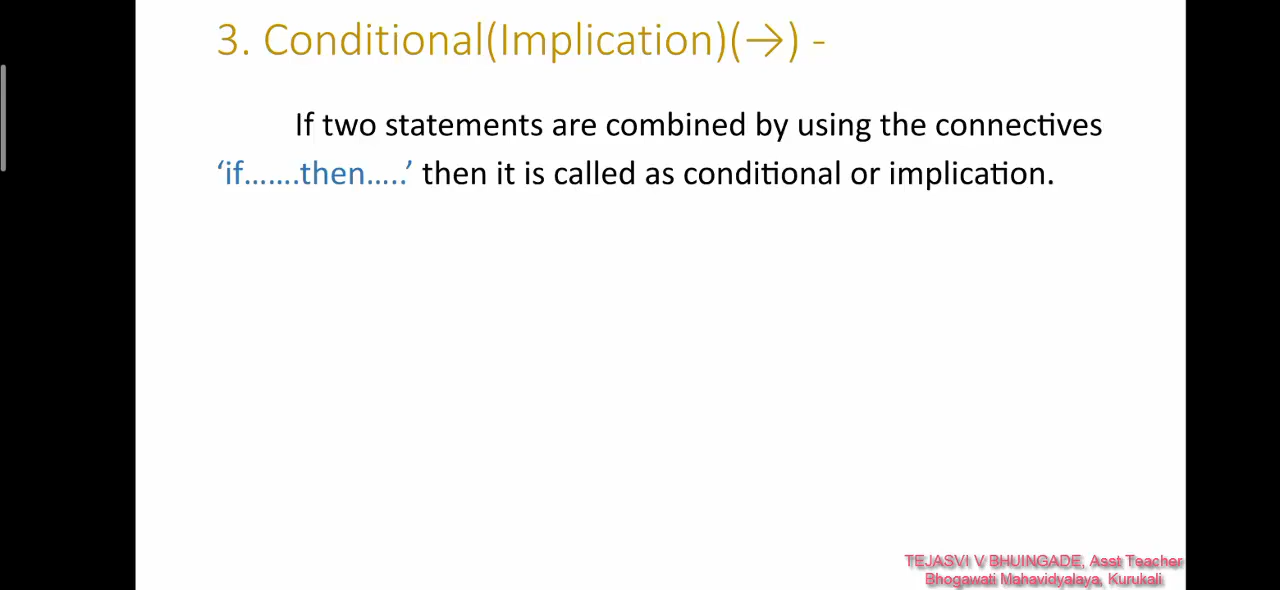 3. Conditional(Implication)(→) -
If two statements are combined by using the connectives
‘if…….then…..’ then it is called as conditional or implication.
TEJASVI V BHUINGADE, Asst Teacher
Bhogawati Mahavidyalaya, Kurukali